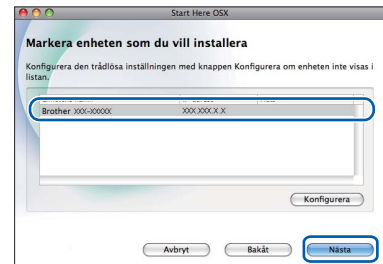 Start Here OSX
Markera enheten som du vill installera
Konfigurera den trådlösa inställningen med knappen Konfigurera om enheten inte visas i
listan.
Brother XXX-XXXXX XXX.XXX.X.X
Konfigurera
Avbryt Bakåt Nästa